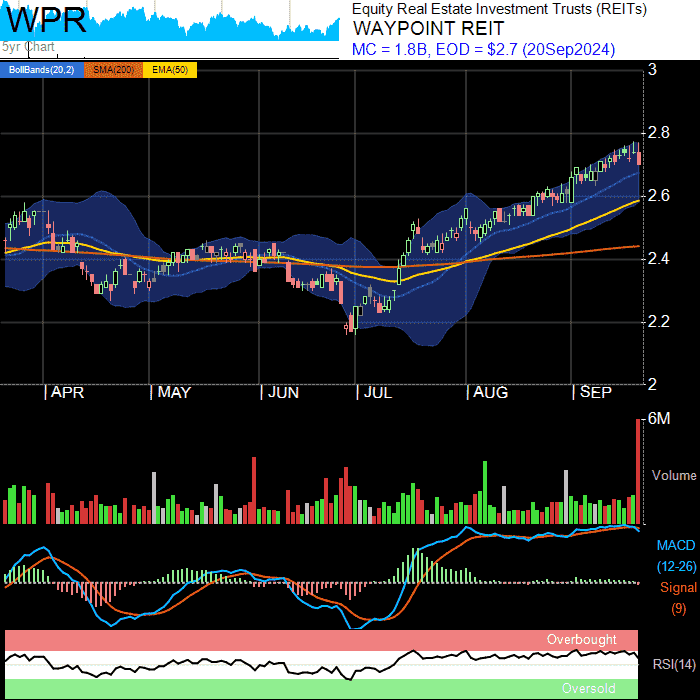 WPR
5yr Chart
Equity Real Estate Investment Trusts (REITs)
WAYPOINT REIT
MC = 1.8B, EOD = $2.7 (20Sep2024)
BollBands(20,2) SMA(200) EMA(50)
3
2.8
2.6
2.4
2.2
2
APR MAY JUN JUL AUG SEP
6M
Volume
MACD
(12-26)
Signal
(9)
Overbought
RSI(14)
Oversold